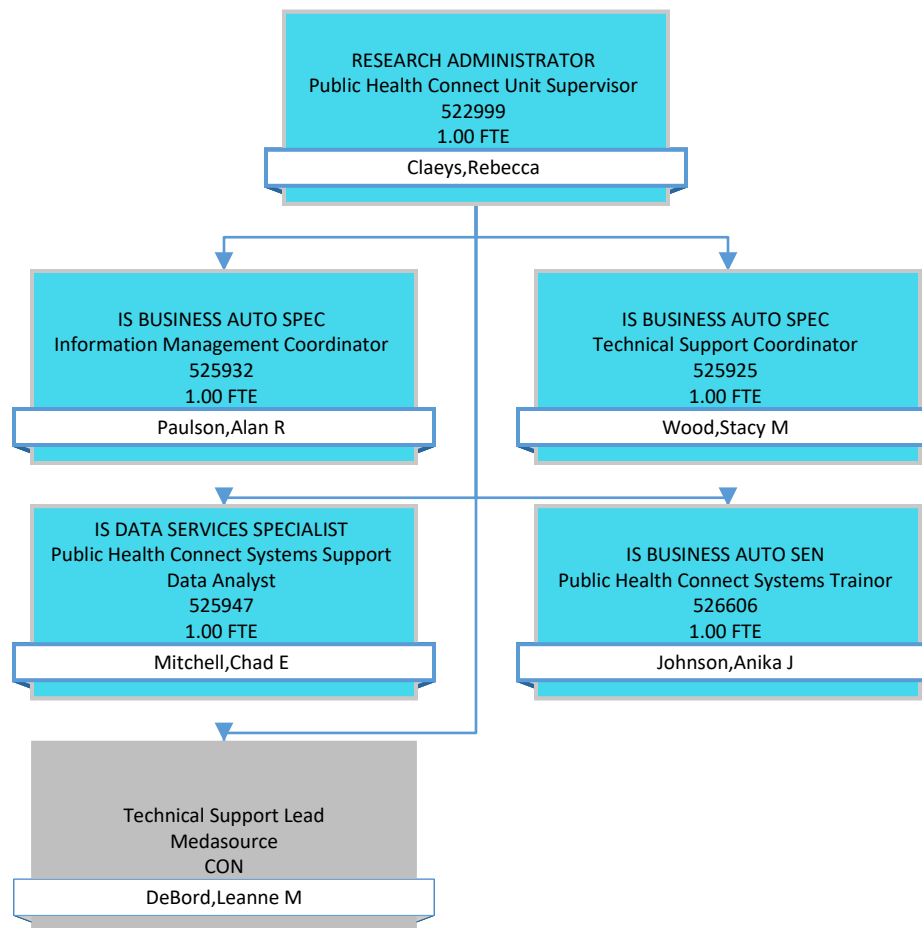 RESEARCH ADMINISTRATOR
Public Health Connect Unit Supervisor
522999
1.00 FTE
Claeys,Rebecca
IS BUSINESS AUTO SPEC
Information Management Coordinator
525932
1.00 FTE
Paulson,Alan R
IS BUSINESS AUTO SPEC
Technical Support Coordinator
525925
1.00 FTE
Wood,Stacy M
IS DATA SERVICES SPECIALIST
Public Health Connect Systems Support
Data Analyst
525947
1.00 FTE
Mitchell,Chad E
IS BUSINESS AUTO SEN
Public Health Connect Systems Trainor
526606
1.00 FTE
Johnson,Anika J
Technical Support Lead
Medasource
CON
DeBord,Leanne M